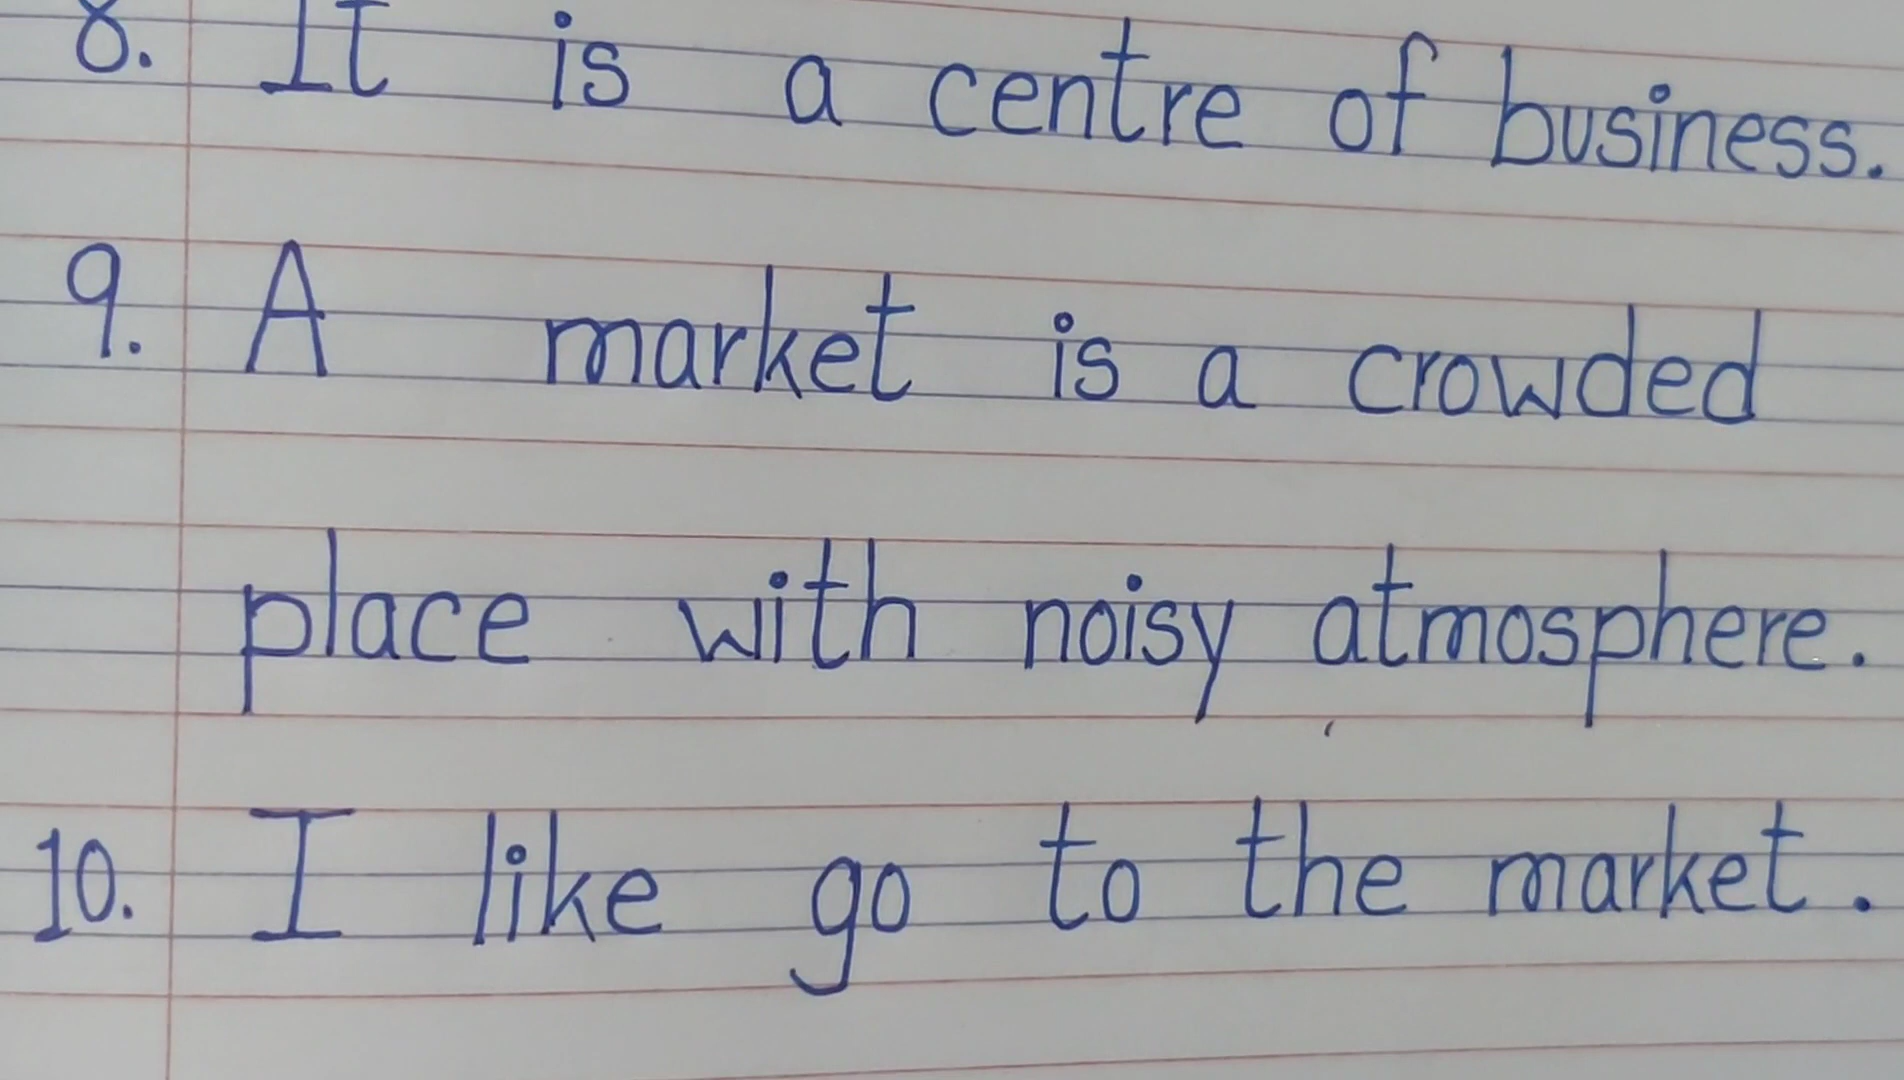 8. It is a centre of business.
9. A market is a crowded
place with noisy atmosphere.
10. I like go to the market.